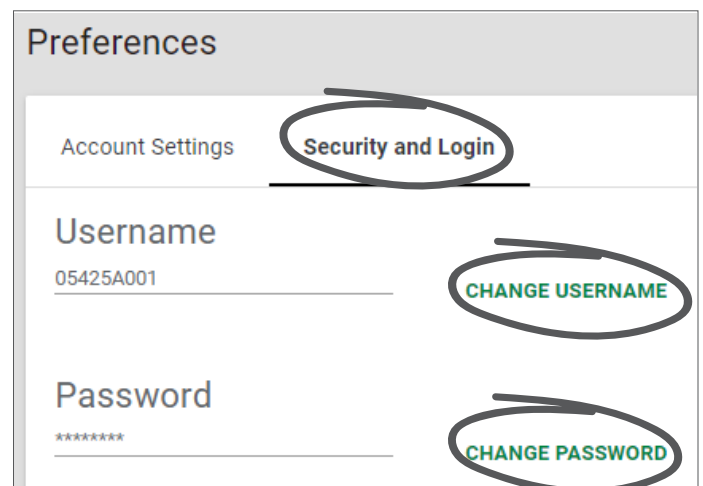 Preferences
Account Settings Security and Login
Username
05425A001
CHANGE USERNAME
Password
********
CHANGE PASSWORD